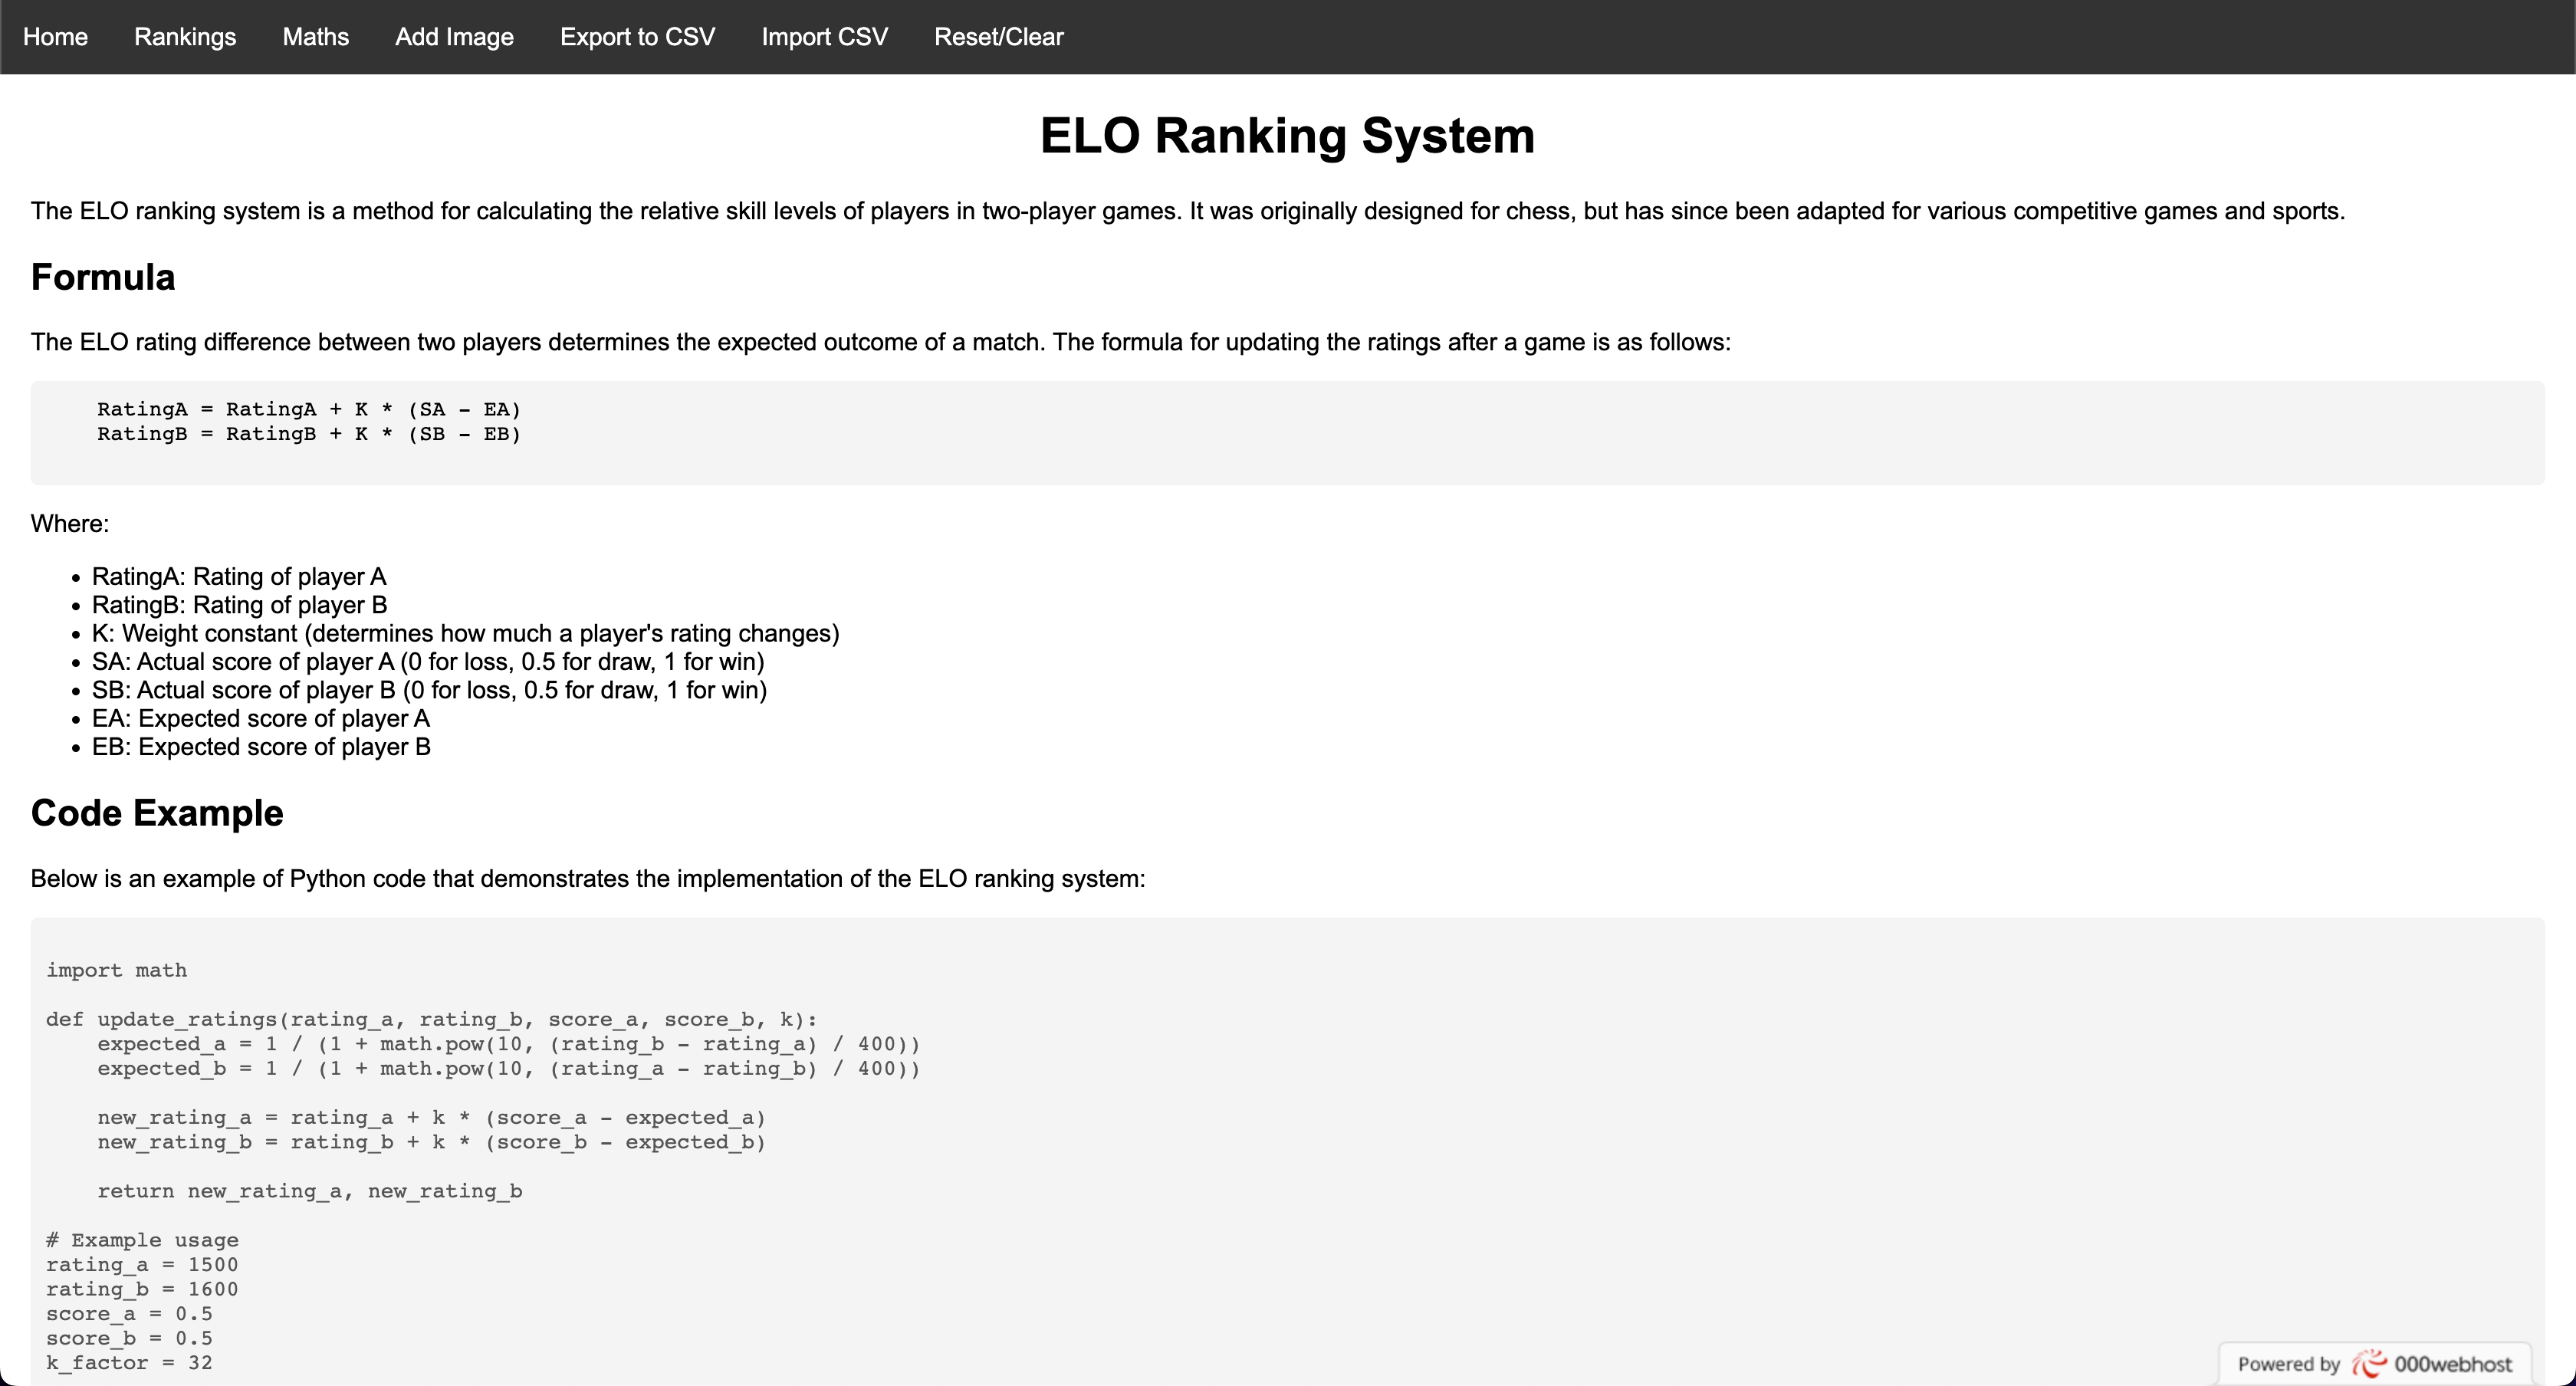 Home Rankings Maths Add Image Export to CSV Import CSV Reset/Clear
ELO Ranking System
The ELO ranking system is a method for calculating the relative skill levels of players in two-player games. It was originally designed for chess, but has since been adapted for various competitive games and sports.
Formula
The ELO rating difference between two players determines the expected outcome of a match. The formula for updating the ratings after a game is as follows:
RatingA = RatingA + K * (SA - EA)
RatingB = RatingB + K * (SB - EB)
Where:
• RatingA: Rating of player A
• RatingB: Rating of player B
• K: Weight constant (determines how much a player's rating changes)
• SA: Actual score of player A (0 for loss, 0.5 for draw, 1 for win)
• SB: Actual score of player B (0 for loss, 0.5 for draw, 1 for win)
• EA: Expected score of player A
• EB: Expected score of player B
Code Example
Below is an example of Python code that demonstrates the implementation of the ELO ranking system:
import math
def update_ratings(rating_a, rating_b, score_a, score_b, k):
    expected_a = 1 / (1 + math.pow(10, (rating_b - rating_a) / 400))
    expected_b = 1 / (1 + math.pow(10, (rating_a - rating_b) / 400))
    new_rating_a = rating_a + k * (score_a - expected_a)
    new_rating_b = rating_b + k * (score_b - expected_b)
    return new_rating_a, new_rating_b
# Example usage
rating_a = 1500
rating_b = 1600
score_a = 0.5
score_b = 0.5
k_factor = 32
Powered by 000webhost